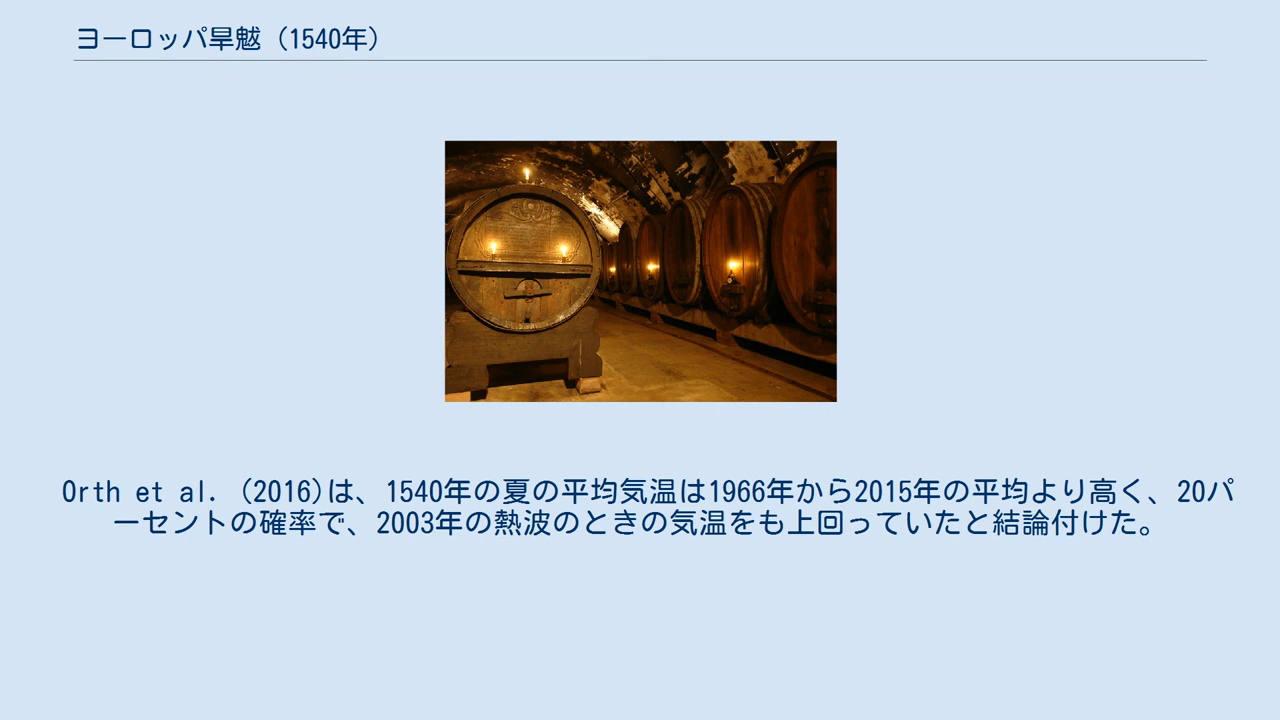 ヨーロッパ旱魃（1540年）
Orth et al. (2016)は、1540年の夏の平均気温は1966年から2015年の平均より高く、20パ
ーセントの確率で、2003年の熱波のときの気温をも上回っていたと結論付けた。